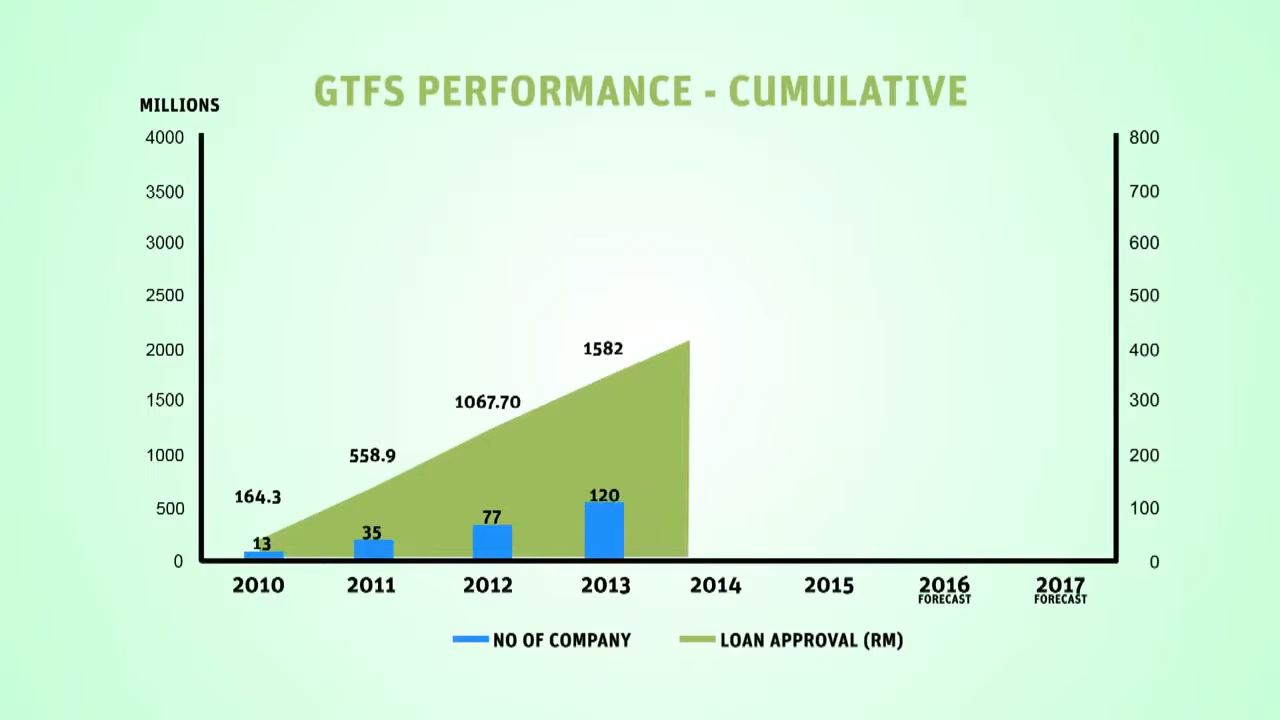 GTFS PERFORMANCE - CUMULATIVE
MILLIONS
4000 800
3500 700
3000 600
2500 500
2000 1582 400
1500 1067.70 300
1000 558.9 200
164.3
500 120 100
77
35
13
0 0
2010 2011 2012 2013 2014 2015 2016 2017
FORECAST FORECAST
NO OF COMPANY LOAN APPROVAL (RM)